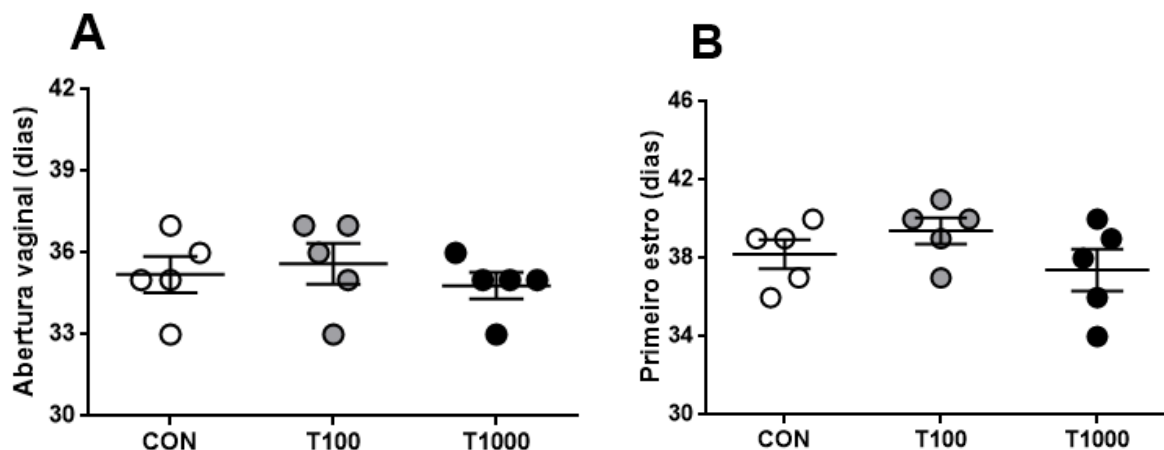 A
Abertura vaginal (dias)
42
39
36
33
30
CON T100 T1000
B
Primeiro estro (dias)
46
42
38
34
30
CON T100 T1000